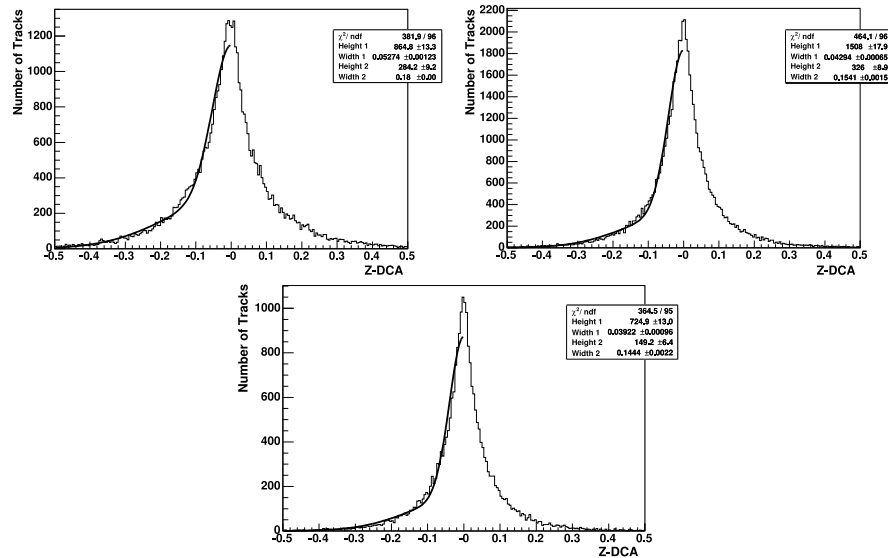 Number of Tracks
1200
1000
800
600
400
200
0
-0.5 -0.4 -0.3 -0.2 -0.1 -0 0.1 0.2 0.3 0.4 0.5
Z-DCA
χ²/ ndf 381.9 / 96
Height 1 864.8 ±13.3
Width 1 0.05274 ±0.00123
Height 2 284.2 ±9.2
Width 2 0.18 ±0.00
Number of Tracks
2200
2000
1800
1600
1400
1200
1000
800
600
400
200
0
-0.5 -0.4 -0.3 -0.2 -0.1 -0 0.1 0.2 0.3 0.4 0.5
Z-DCA
χ²/ ndf 464.1 / 96
Height 1 1508 ±17.9
Width 1 0.04294 ±0.00065
Height 2 326 ±8.9
Width 2 0.1541 ±0.0015
Number of Tracks
1000
800
600
400
200
0
-0.5 -0.4 -0.3 -0.2 -0.1 -0 0.1 0.2 0.3 0.4 0.5
Z-DCA
χ²/ ndf 364.5 / 95
Height 1 724.9 ±13.0
Width 1 0.03922 ±0.00096
Height 2 149.2 ±6.4
Width 2 0.1444 ±0.0022